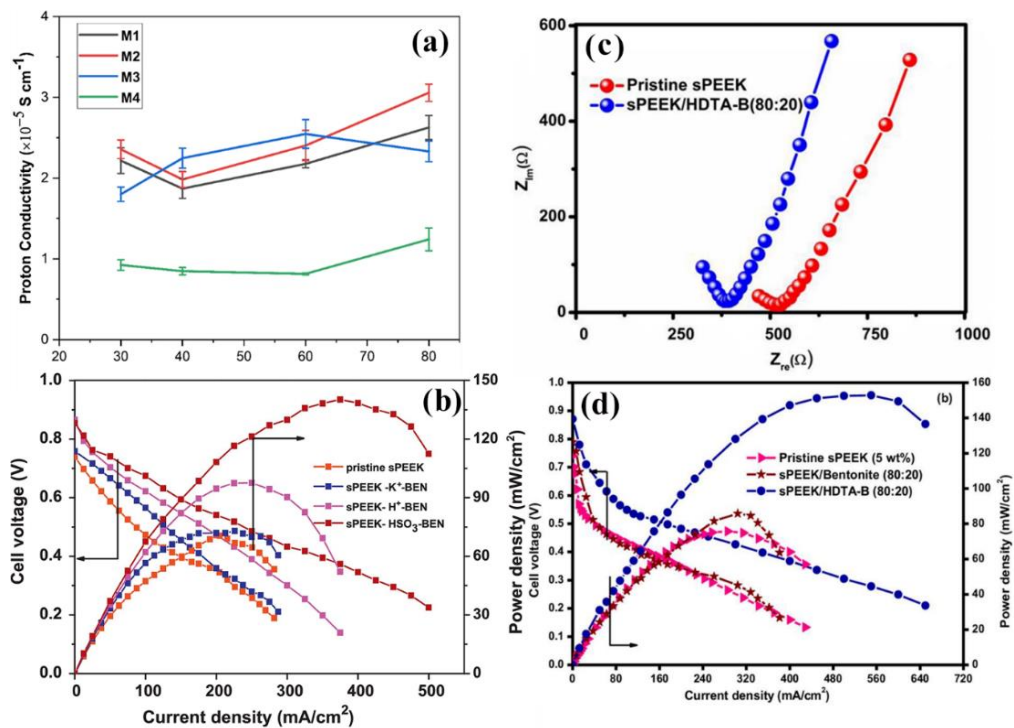 (a)
M1
M2
M3
M4
Proton Conductivity (×10⁻⁵ S cm⁻¹)
4
3
2
1
0
20 30 40 50 60 70 80
(c)
Pristine sPEEK
sPEEK/HDTA-B(80:20)
Z_Im(Ω)
600
400
200
0
0 250 500 750 1000
Z_re(Ω)
(b)
pristine sPEEK
sPEEK -K⁺-BEN
sPEEK- H⁺-BEN
sPEEK- HSO₃-BEN
Cell voltage (V)
1.0
0.8
0.6
0.4
0.2
0.0
Power density (mW/cm²)
150
120
90
60
30
0
0 100 200 300 400 500
Current density (mA/cm²)
(d)
(b)
Pristine sPEEK (5 wt%)
sPEEK/Bentonite (80:20)
sPEEK/HDTA-B (80:20)
Cell voltage (V)
1.0
0.9
0.8
0.7
0.6
0.5
0.4
0.3
0.2
0.1
0.0
Power density (mW/cm²)
160
140
120
100
80
60
40
20
0
0 80 160 240 320 400 480 560 640 720
Current density (mA/cm²)